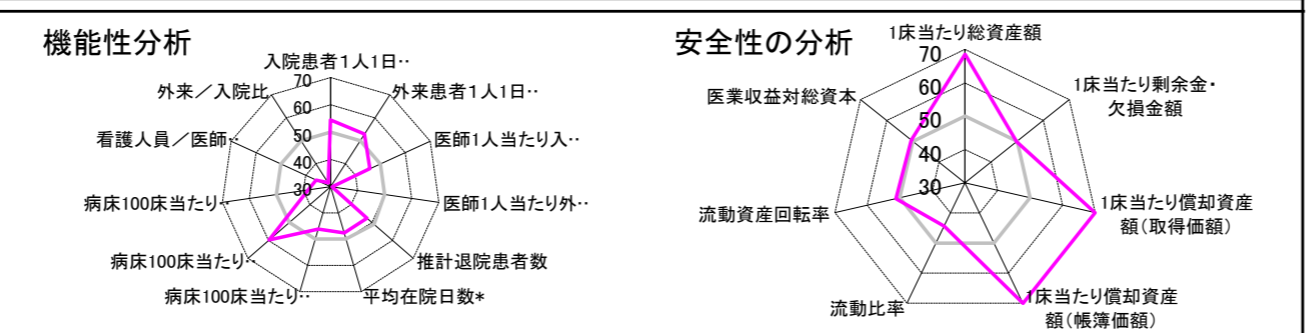 機能性分析
入院患者1人1日‥
70
60
50
40
30
外来患者1人1日‥
医師1人当たり入‥
医師1人当たり外‥
推計退院患者数
平均在院日数*
病床100床当たり‥
病床100床当たり‥
病床100床当たり‥
看護人員／医師‥
外来／入院比
安全性の分析
1床当たり総資産額
70
60
50
40
30
1床当たり剰余金・
欠損金額
1床当たり償却資産
額(取得価額)
1床当たり償却資産
額(帳簿価額)
流動比率
流動資産回転率
医業収益対総資本